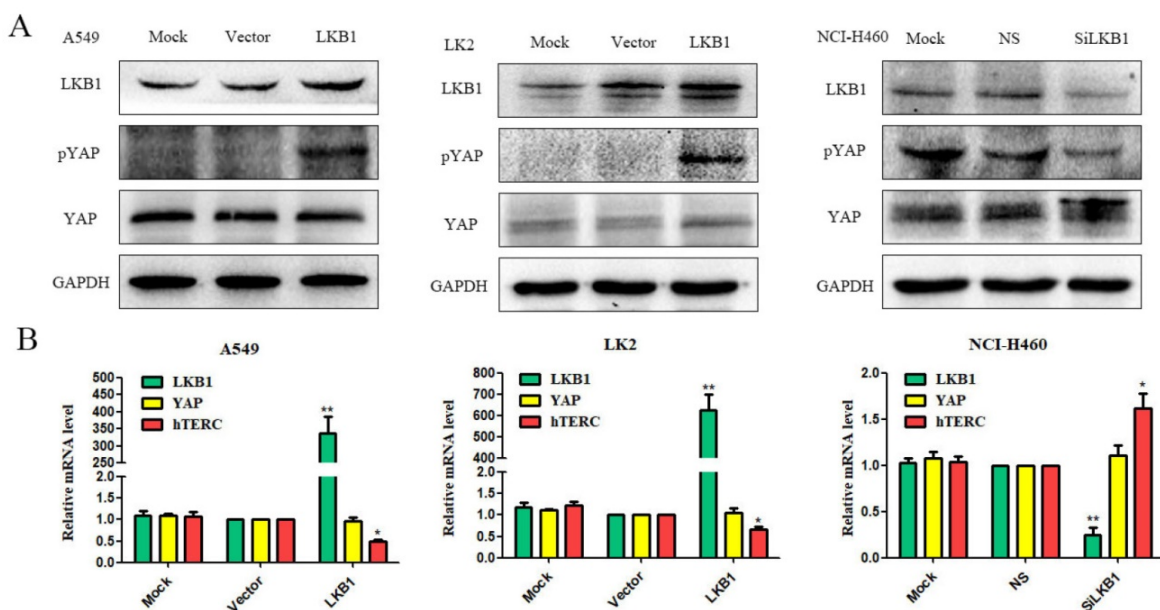 A
A549 Mock Vector LKB1
LKB1
pYAP
YAP
GAPDH
LK2 Mock Vector LKB1
LKB1
pYAP
YAP
GAPDH
NCI-H460 Mock NS SiLKB1
LKB1
pYAP
YAP
GAPDH
B
A549
Relative mRNA level
500
450
400
350
300
250
2.0
1.5
1.0
0.5
0.0
LKB1
YAP
hTERC
**
*
Mock Vector LKB1
LK2
Relative mRNA level
800
700
600
500
400
2.0
1.5
1.0
0.5
0.0
LKB1
YAP
hTERC
**
*
Mock Vector LKB1
NCI-H460
Relative mRNA level
2.0
1.5
1.0
0.5
0.0
LKB1
YAP
hTERC
**
*
Mock NS SiLKB1